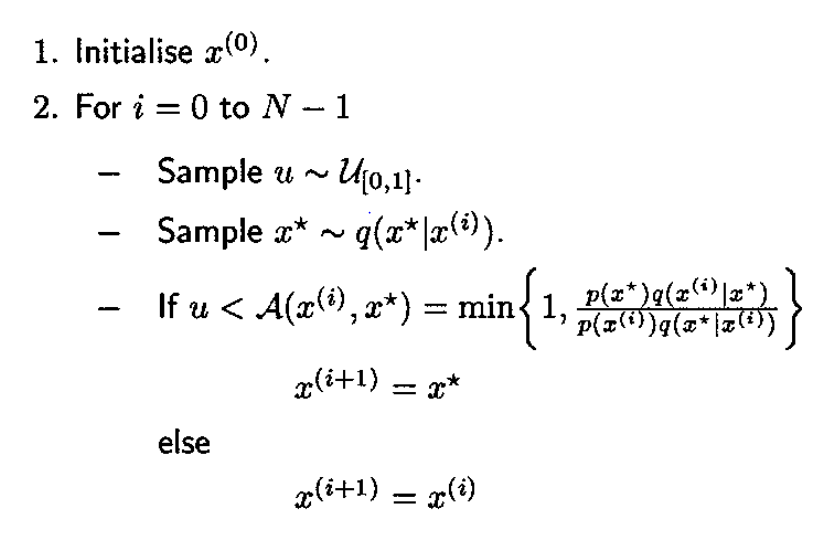 1. Initialise x^{(0)}.
2. For i = 0 to N − 1
– Sample u ∼ 𝒰_{[0,1]}.
– Sample x^⋆ ∼ q(x^⋆|x^{(i)}).
– If u < 𝒜(x^{(i)}, x^⋆) = min{1, \frac{p(x^⋆)q(x^{(i)}|x^⋆)}{p(x^{(i)})q(x^⋆|x^{(i)})}}
x^{(i+1)} = x^⋆
else
x^{(i+1)} = x^{(i)}